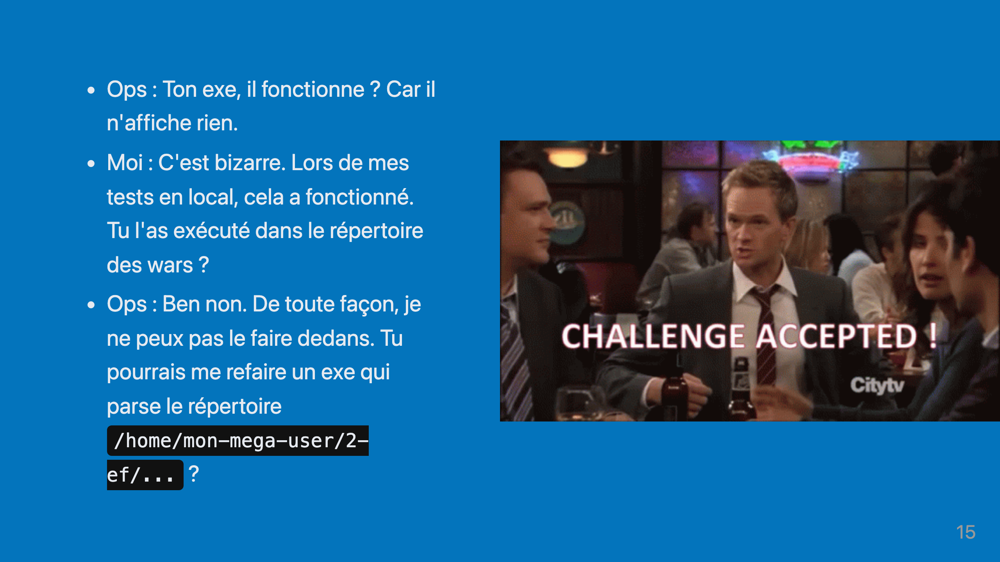 • Ops : Ton exe, il fonctionne ? Car il
n'affiche rien.
• Moi : C'est bizarre. Lors de mes
tests en local, cela a fonctionné.
Tu l'as exécuté dans le répertoire
des wars ?
• Ops : Ben non. De toute façon, je
ne peux pas le faire dedans. Tu
pourrais me refaire un exe qui
parse le répertoire
/home/mon-mega-user/2-
ef/... ?
CHALLENGE ACCEPTED !
Citytv
15